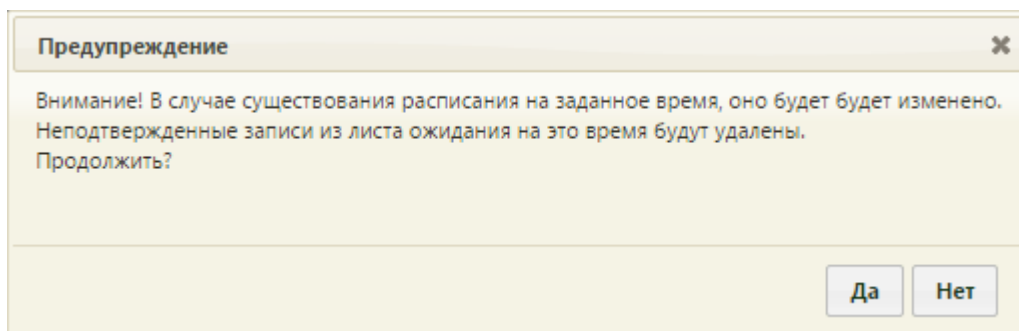 Предупреждение
Внимание! В случае существования расписания на заданное время, оно будет будет изменено.
Неподтвержденные записи из листа ожидания на это время будут удалены.
Продолжить?
Да Нет